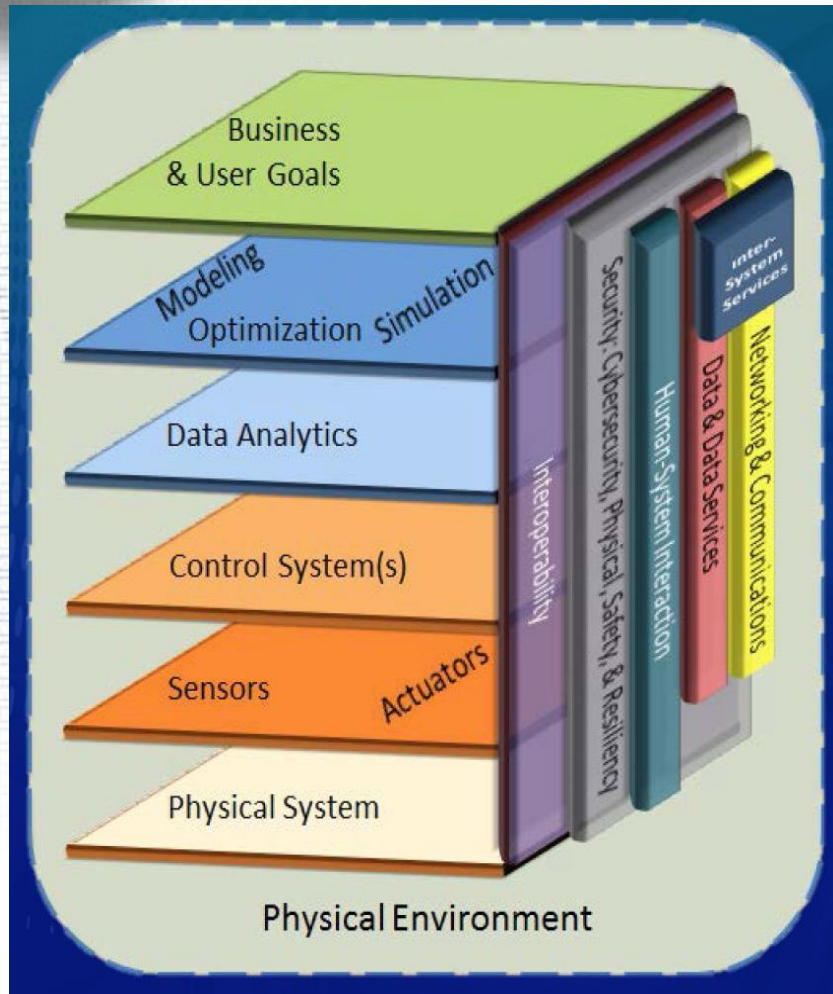 Business
& User Goals
Modeling
Optimization
Simulation
Data Analytics
Control System(s)
Sensors
Actuators
Physical System
Interoperability
Security: Cybersecurity, Physical, Safety, & Resiliency
Human-System Interaction
Data & Data Services
Networking & Communications
Inter-
System
Services
Physical Environment